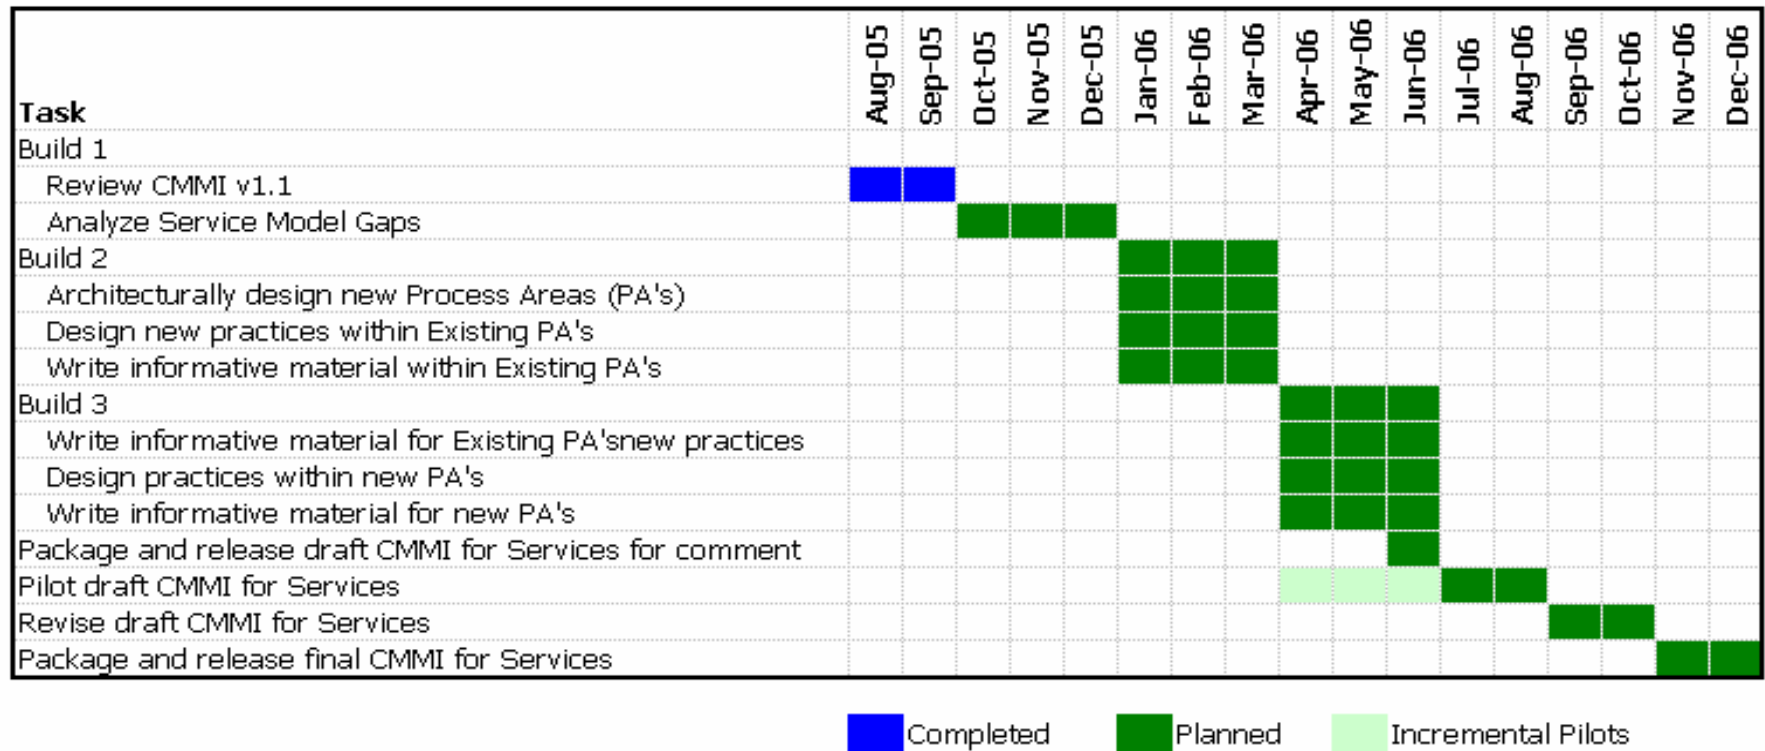 Task Aug-05 Sep-05 Oct-05 Nov-05 Dec-05 Jan-06 Feb-06 Mar-06 Apr-06 May-06 Jun-06 Jul-06 Aug-06 Sep-06 Oct-06 Nov-06 Dec-06
Build 1
Review CMMI v1.1
Analyze Service Model Gaps
Build 2
Architecturally design new Process Areas (PA's)
Design new practices within Existing PA's
Write informative material within Existing PA's
Build 3
Write informative material for Existing PA'snew practices
Design practices within new PA's
Write informative material for new PA's
Package and release draft CMMI for Services for comment
Pilot draft CMMI for Services
Revise draft CMMI for Services
Package and release final CMMI for Services
Completed Planned Incremental Pilots